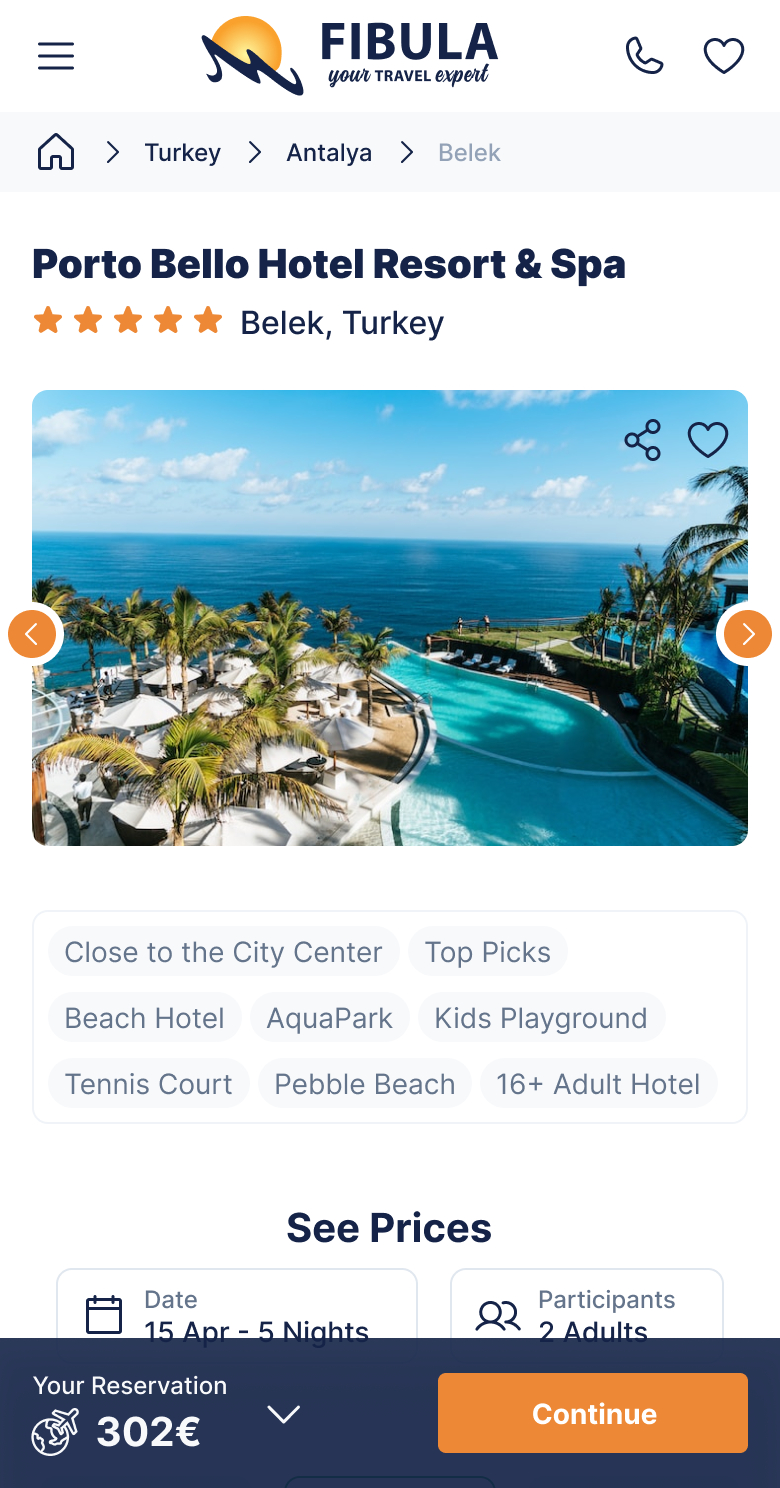 FIBULA
your TRAVEL expert
Turkey Antalya Belek
Porto Bello Hotel Resort & Spa
Belek, Turkey
Close to the City Center Top Picks
Beach Hotel AquaPark Kids Playground
Tennis Court Pebble Beach 16+ Adult Hotel
See Prices
Date Participants
15 Apr - 5 Nights 2 Adults
Your Reservation
302€
Continue